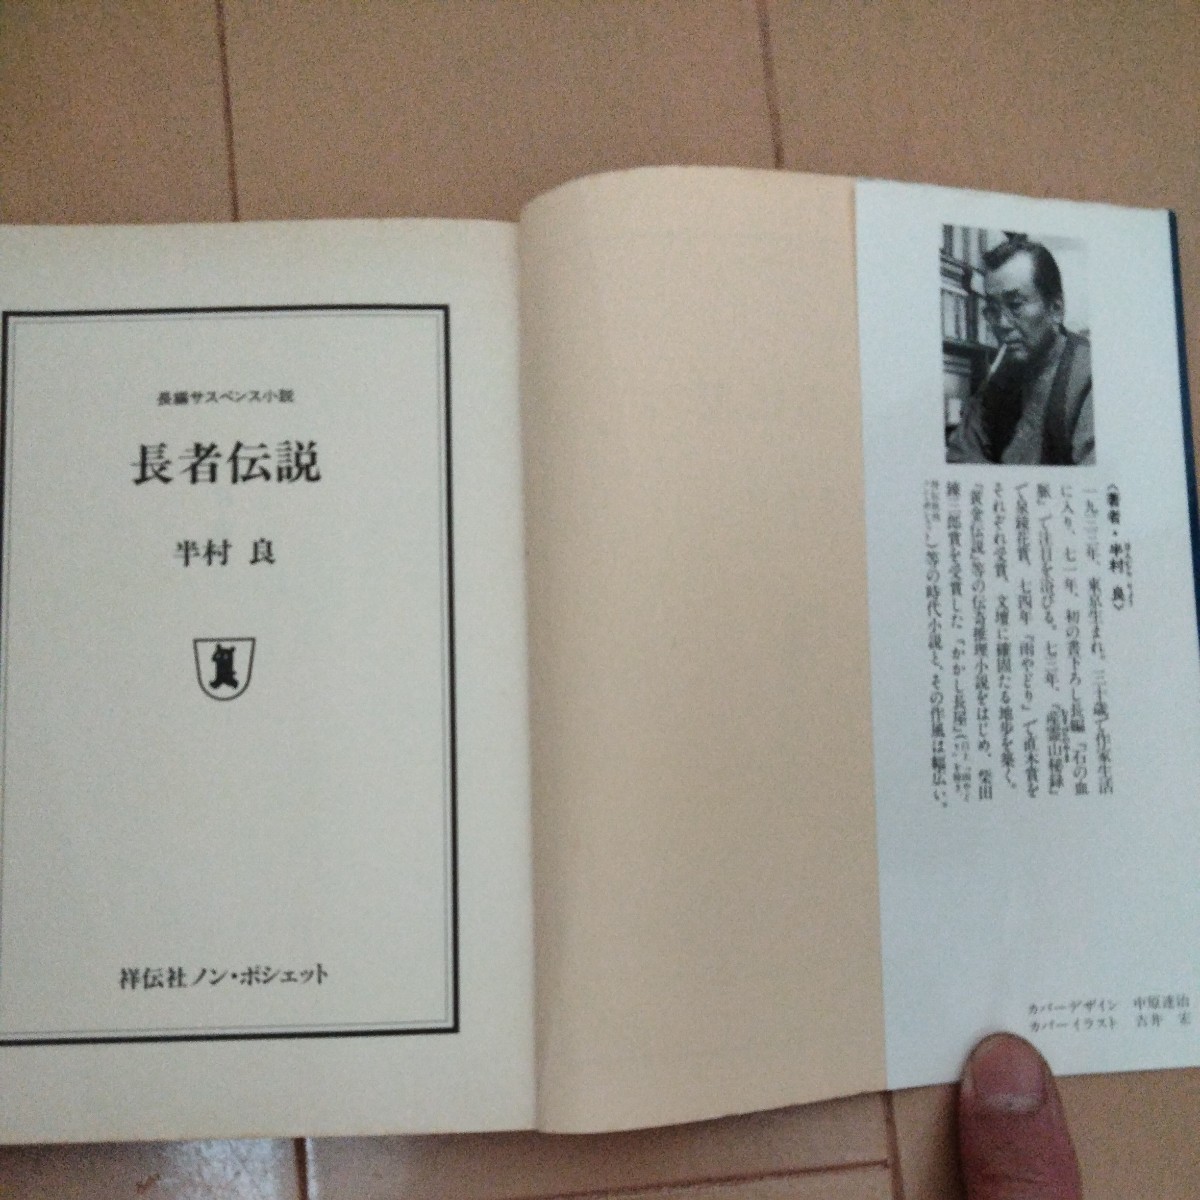 長編サスペンス小説
長者伝説
半村 良
祥伝社ノン・ポシェット
〈著者・半村 良〉
一九三三年、東京生まれ。三十歳で作家生活
に入り、七一年、初の書下ろし長編『石の血
脈』で注目を浴びる。七三年、『産霊山秘録』
で泉鏡花賞、七四年『雨やどり』で直木賞を
それぞれ受賞、文壇に確固たる地歩を築く。
『黄金伝説』等の伝奇推理小説をはじめ、柴田
錬三郎賞を受賞した『かかし長屋』
等の時代小説と、その作風は幅広い。
カバーデザイン 中原達治
カバーイラスト 吉井 宏